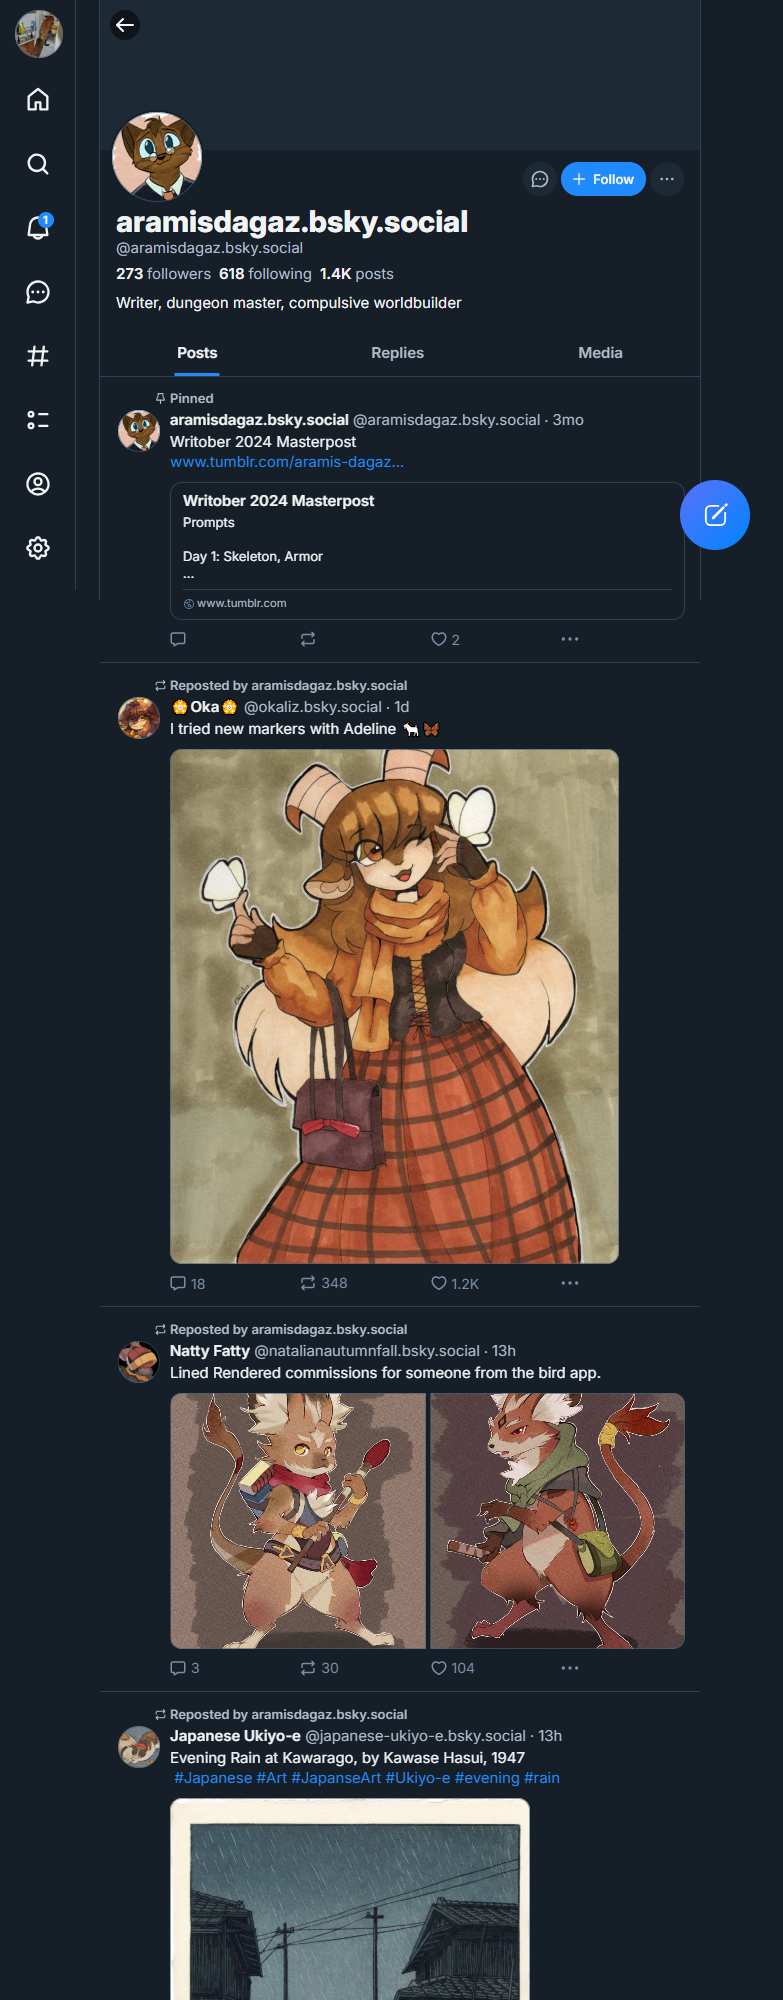 1
Follow
aramisdagaz.bsky.social
@aramisdagaz.bsky.social
273 followers 618 following 1.4K posts
Writer, dungeon master, compulsive worldbuilder
Posts Replies Media
Pinned
aramisdagaz.bsky.social @aramisdagaz.bsky.social · 3mo
Writober 2024 Masterpost
www.tumblr.com/aramis-dagaz...
Writober 2024 Masterpost
Prompts
Day 1: Skeleton, Armor
...
www.tumblr.com
2
Reposted by aramisdagaz.bsky.social
🏵️Oka🏵️ @okaliz.bsky.social · 1d
I tried new markers with Adeline 🐐 🦋
18 348 1.2K
Reposted by aramisdagaz.bsky.social
Natty Fatty @natalianautumnfall.bsky.social · 13h
Lined Rendered commissions for someone from the bird app.
3 30 104
Reposted by aramisdagaz.bsky.social
Japanese Ukiyo-e @japanese-ukiyo-e.bsky.social · 13h
Evening Rain at Kawarago, by Kawase Hasui, 1947
#Japanese #Art #JapanseArt #Ukiyo-e #evening #rain